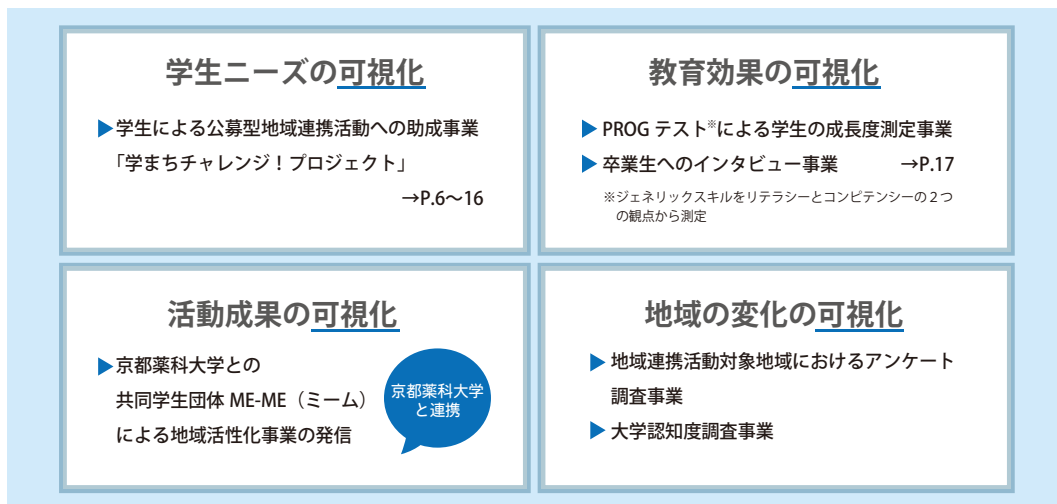 学生ニーズの可視化
▶学生による公募型地域連携活動への助成事業
「学まちチャレンジ！プロジェクト」
→P.6〜16
教育効果の可視化
▶ PROG テスト※による学生の成長度測定事業
▶ 卒業生へのインタビュー事業 →P.17
※ジェネリックスキルをリテラシーとコンピテンシーの２つ
の観点から測定
活動成果の可視化
▶京都薬科大学との
共同学生団体 ME-ME（ミーム）
による地域活性化事業の発信
京都薬科大学
と連携
地域の変化の可視化
▶ 地域連携活動対象地域におけるアンケート
調査事業
▶ 大学認知度調査事業